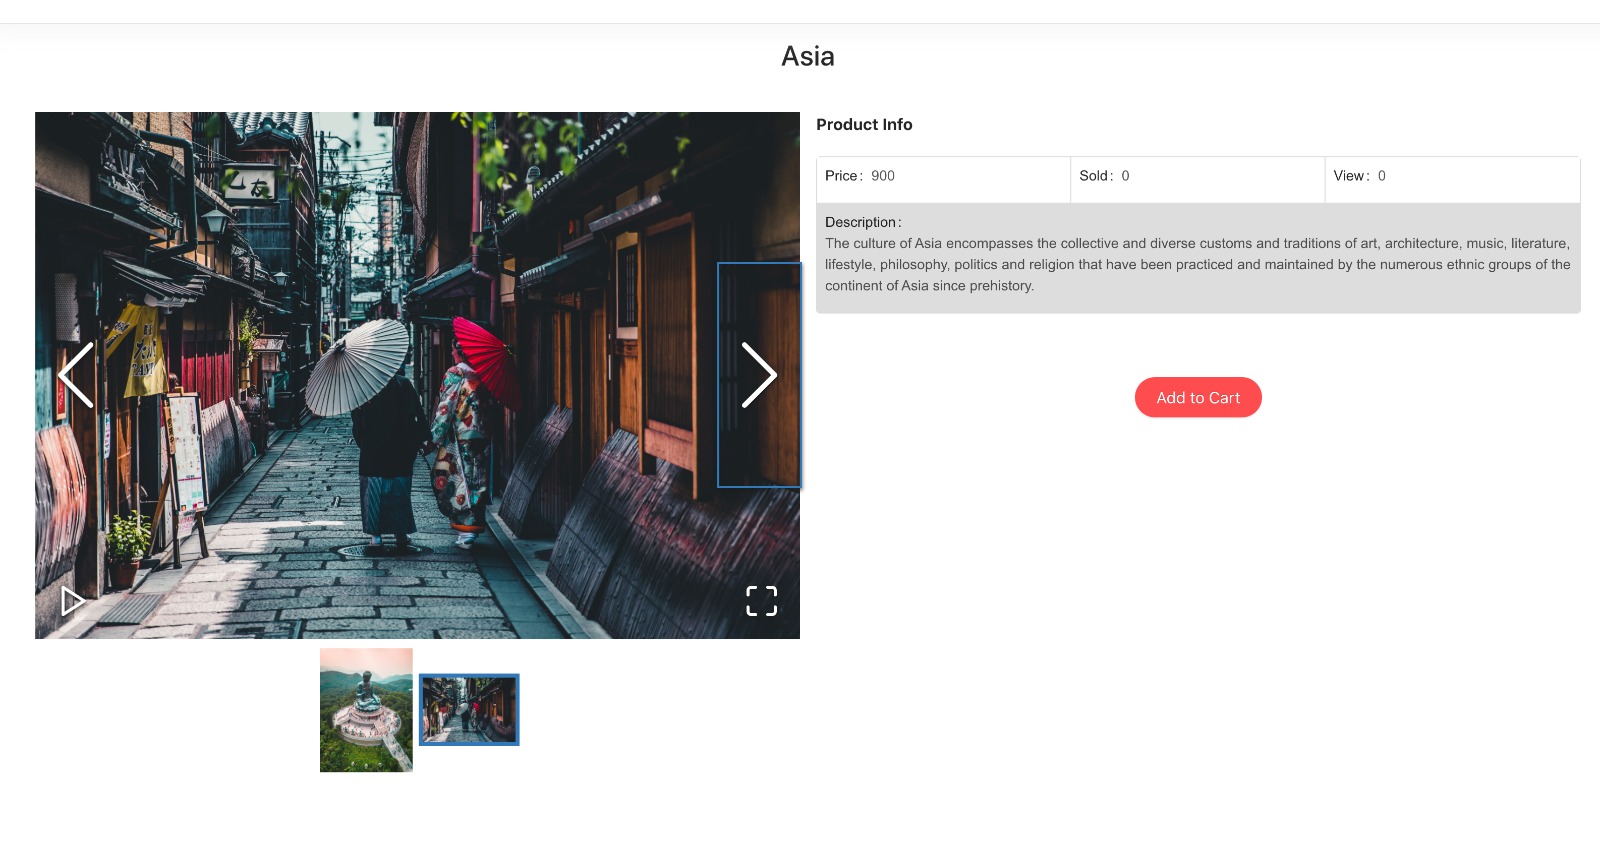 Asia
Product Info
Price: 900
Sold: 0
View: 0
Description:
The culture of Asia encompasses the collective and diverse customs and traditions of art, architecture, music, literature,
lifestyle, philosophy, politics and religion that have been practiced and maintained by the numerous ethnic groups of the
continent of Asia since prehistory.
Add to Cart